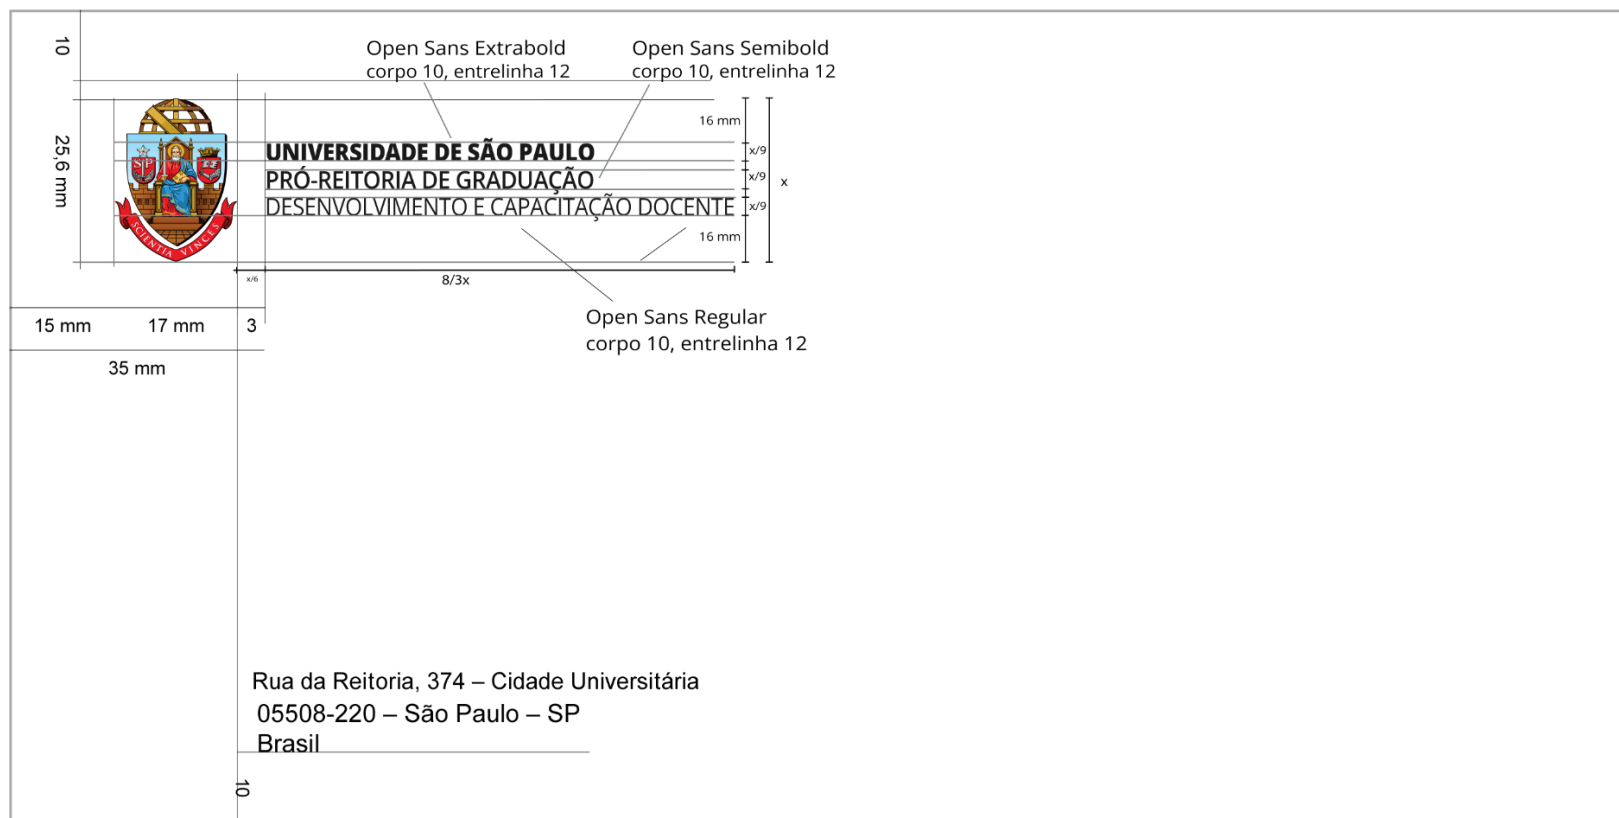 10
Open Sans Extrabold
corpo 10, entrelinha 12
Open Sans Semibold
corpo 10, entrelinha 12
25,6 mm
SP
SCIENTIA VINCES
UNIVERSIDADE DE SÃO PAULO
PRÓ-REITORIA DE GRADUAÇÃO
DESENVOLVIMENTO E CAPACITAÇÃO DOCENTE
16 mm
x/9
x/9
x/9
x
16 mm
x/6
8/3x
15 mm
17 mm
3
35 mm
Open Sans Regular
corpo 10, entrelinha 12
Rua da Reitoria, 374 – Cidade Universitária
05508-220 – São Paulo – SP
Brasil
10